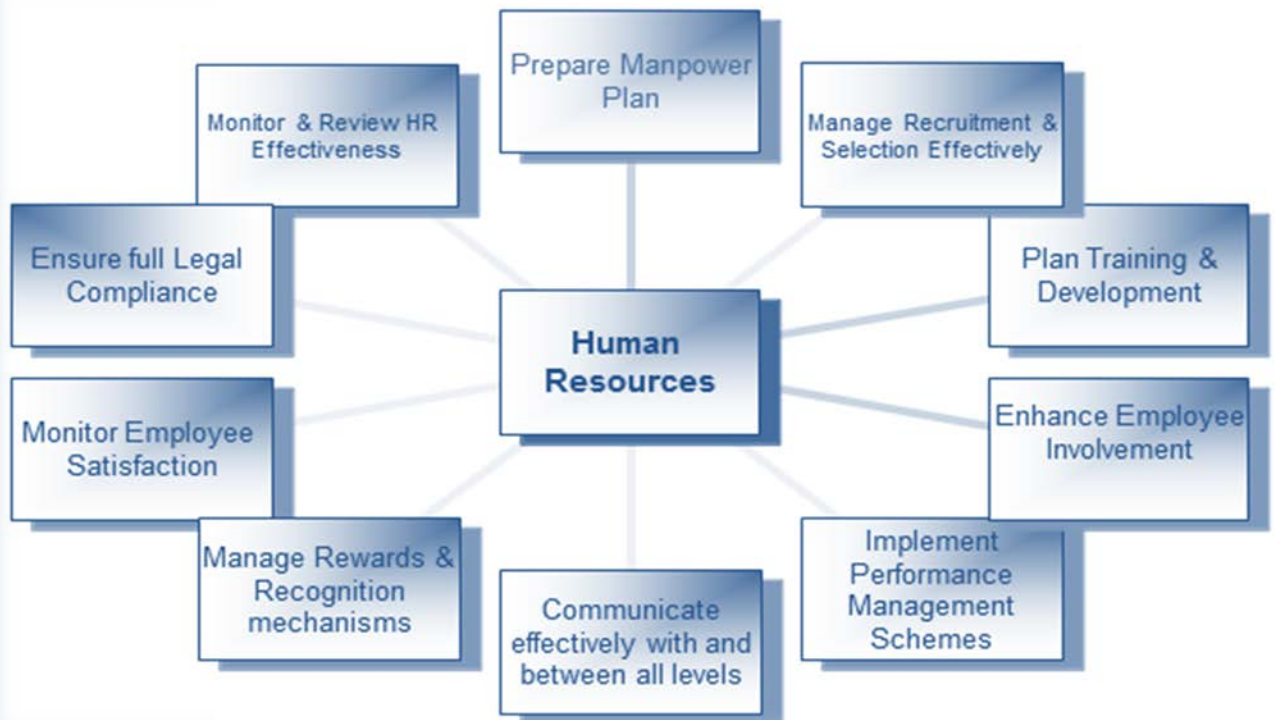 Prepare Manpower
Plan
Manage Recruitment &
Selection Effectively
Plan Training &
Development
Enhance Employee
Involvement
Implement
Performance
Management
Schemes
Communicate
effectively with and
between all levels
Manage Rewards &
Recognition
mechanisms
Monitor Employee
Satisfaction
Ensure full Legal
Compliance
Monitor & Review HR
Effectiveness
Human
Resources